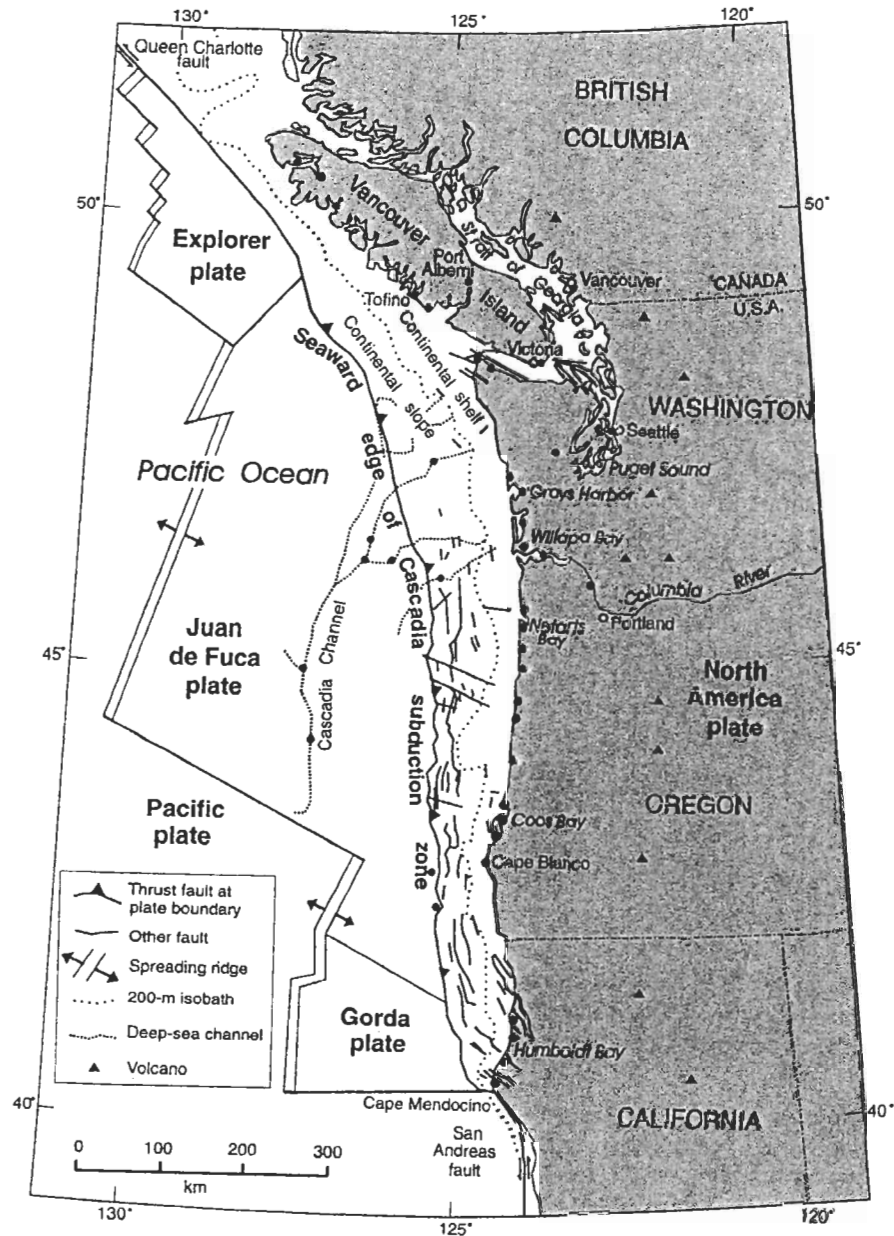 130°
125°
120°
Queen Charlotte
fault
BRITISH
COLUMBIA
50°
50°
Vancouver
Island
Explorer
plate
Port
Alberni
Strait of Georgia
Vancouver
CANADA
U.S.A.
Tofino
Victoria
Seaward edge of Cascadia subduction zone
Continental shelf
Continental slope
WASHINGTON
Seattle
Puget Sound
Pacific Ocean
Grays Harbor
Willapa Bay
Columbia River
Portland
Juan
de Fuca
plate
Cascadia Channel
Netarts
Bay
45°
45°
North
America
plate
OREGON
Pacific
plate
Coos Bay
Cape Blanco
Thrust fault at
plate boundary
Other fault
Spreading ridge
200-m isobath
Deep-sea channel
Volcano
Gorda
plate
Humboldt Bay
40°
40°
Cape Mendocino
CALIFORNIA
San
Andreas
fault
0 100 200 300
km
130°
125°
120°